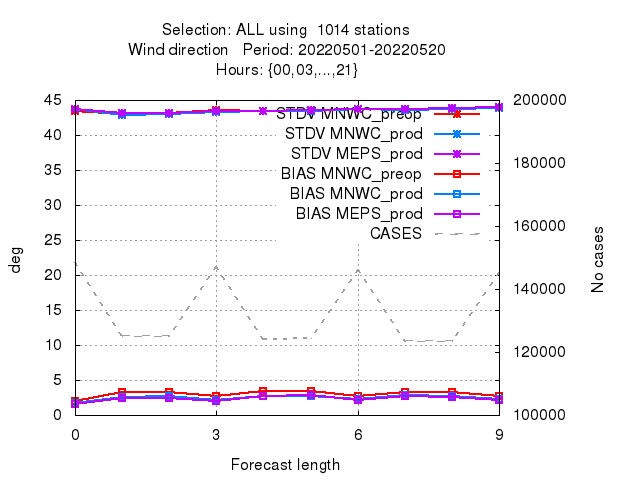 Selection: ALL using  1014 stations
Wind direction   Period: 20220501-20220520
Hours: {00,03,...,21}
45
40
35
30
25
20
15
10
5
0
deg
200000
180000
160000
140000
120000
100000
No cases
STDV MNWC_preop
STDV MNWC_prod
STDV MEPS_prod
BIAS MNWC_preop
BIAS MNWC_prod
BIAS MEPS_prod
CASES
0
3
6
9
Forecast length